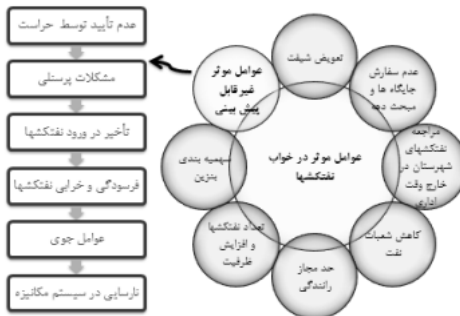 عدم تأیید توسط حراست
مشکلات پرسنلی
تأخیر در ورود نفتکشها
فرسودگی و خرابی نفتکشها
عوامل جوی
نارسایی در سیستم مکانیزه
عوامل موثر
غیرقابل
پیش بینی
تعویض شیفت
عدم سفارش
جایگاه ها و
مبحث دهه
مراجعه
نفتکشهای
شهرستان در
خارج وقت
اداری
کاهش شعبات
نفت
حد مجاز
رانندگی
تعداد نفتکشها
و افزایش
ظرفیت
سهمیه بندی
بنزین
عوامل موثر در خواب
نفتکشها